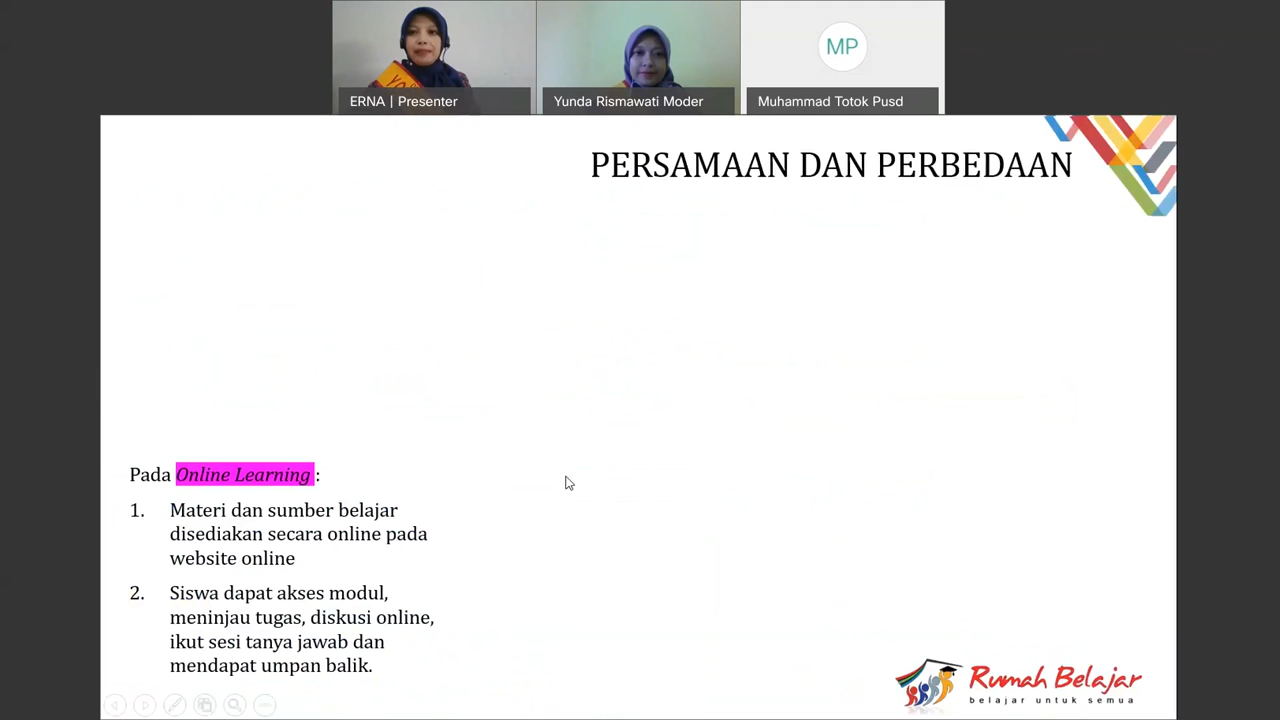 ERNA | Presenter
Yunda Rismawati Moder
MP
Muhammad Totok Pusd
PERSAMAAN DAN PERBEDAAN
Pada Online Learning :
1. Materi dan sumber belajar
disediakan secara online pada
website online
2. Siswa dapat akses modul,
meninjau tugas, diskusi online,
ikut sesi tanya jawab dan
mendapat umpan balik.
Rumah Belajar
belajar untuk semua